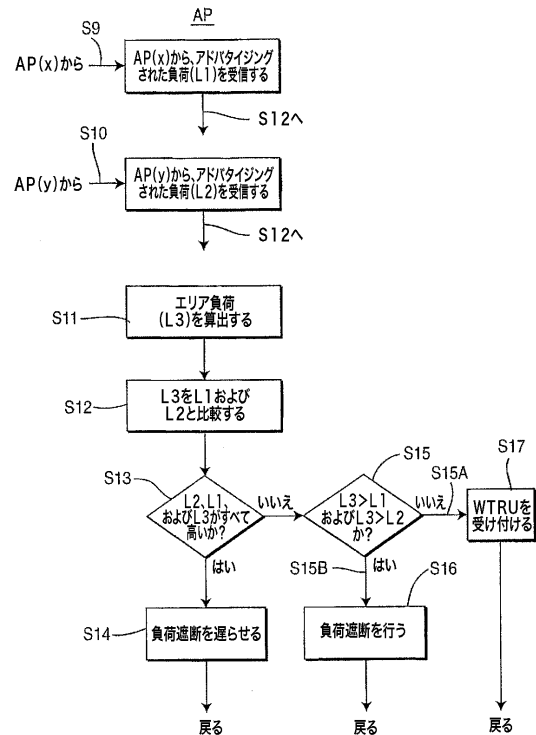 AP
S9
AP(x)から
AP(x)から、アドバタイジング
された負荷(L1)を受信する
S12へ
S10
AP(y)から
AP(y)から、アドバタイジング
された負荷(L2)を受信する
S12へ
S11
エリア負荷
(L3)を算出する
S12
L3をL1および
L2と比較する
S13
L2、L1、
およびL3がすべて
高いか?
いいえ
はい
S15
L3>L1
およびL3>L2
か?
S15A
いいえ
S15B
はい
S17
WTRUを
受け付ける
S14
負荷遮断を遅らせる
S16
負荷遮断を行う
戻る
戻る
戻る